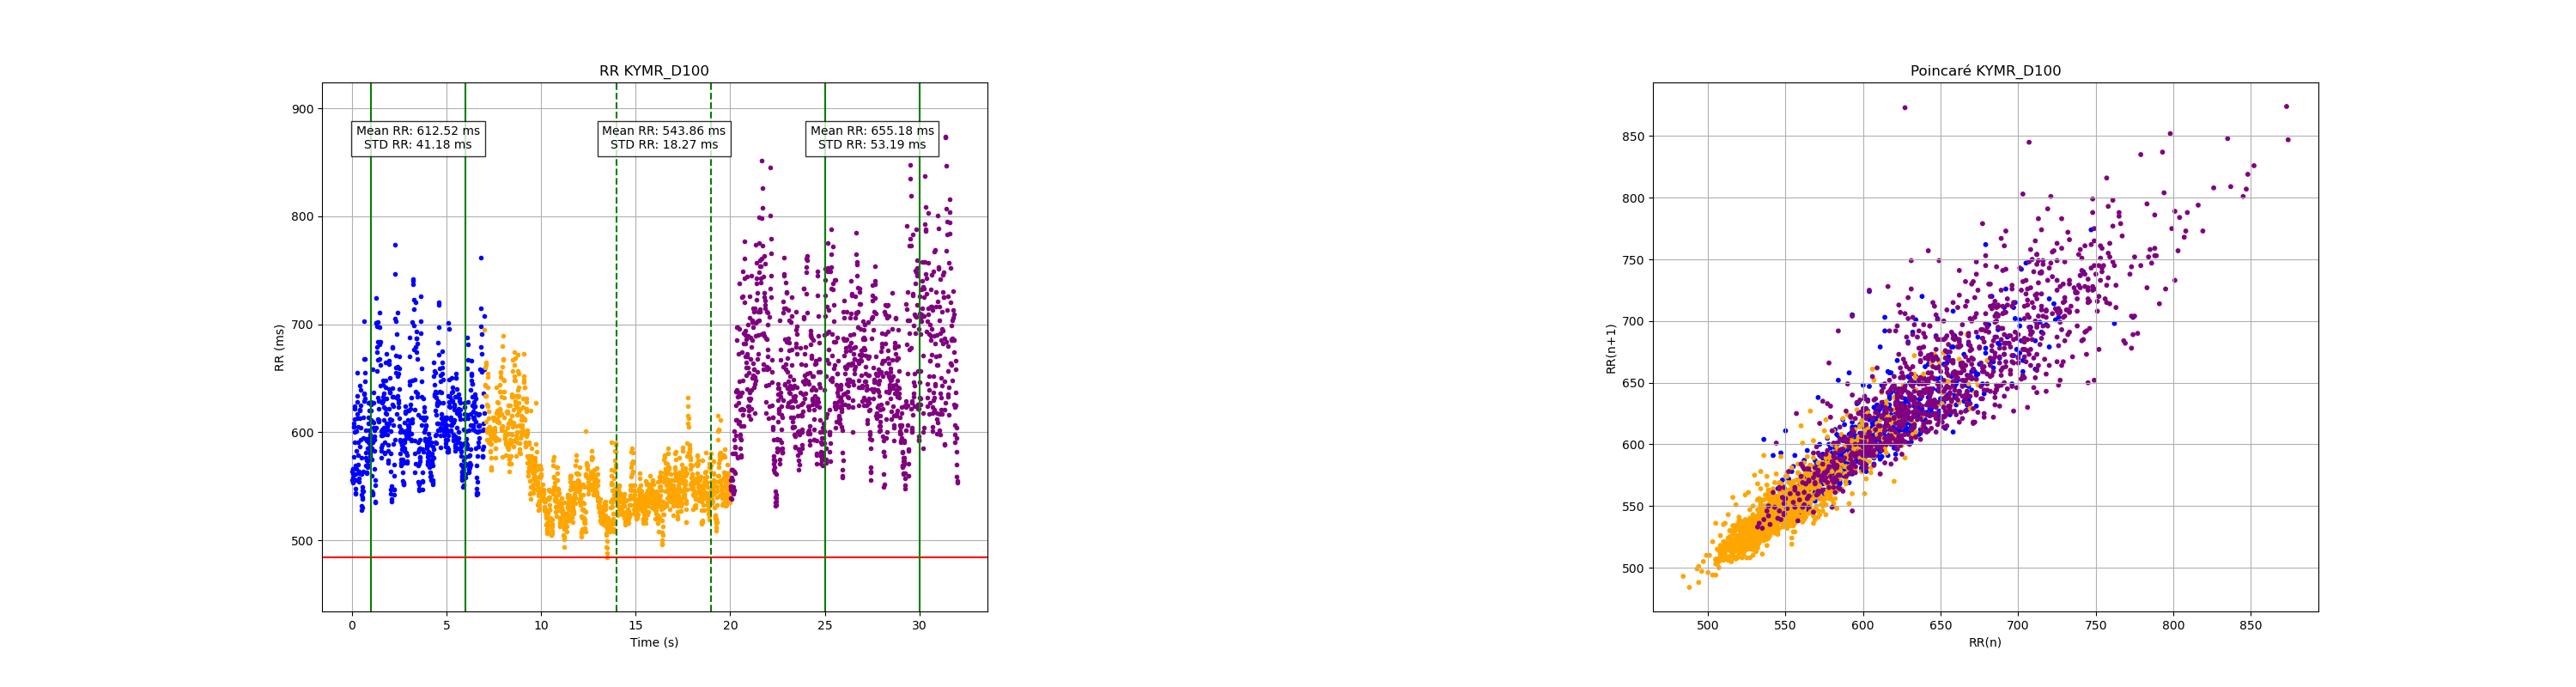 RR KYMR_D100
900
800
700
600
500
RR (ms)
Mean RR: 612.52 ms
STD RR: 41.18 ms
Mean RR: 543.86 ms
STD RR: 18.27 ms
Mean RR: 655.18 ms
STD RR: 53.19 ms
0 5 10 15 20 25 30
Time (s)
Poincaré KYMR_D100
850
800
750
700
650
600
550
500
RR(n+1)
500 550 600 650 700 750 800 850
RR(n)